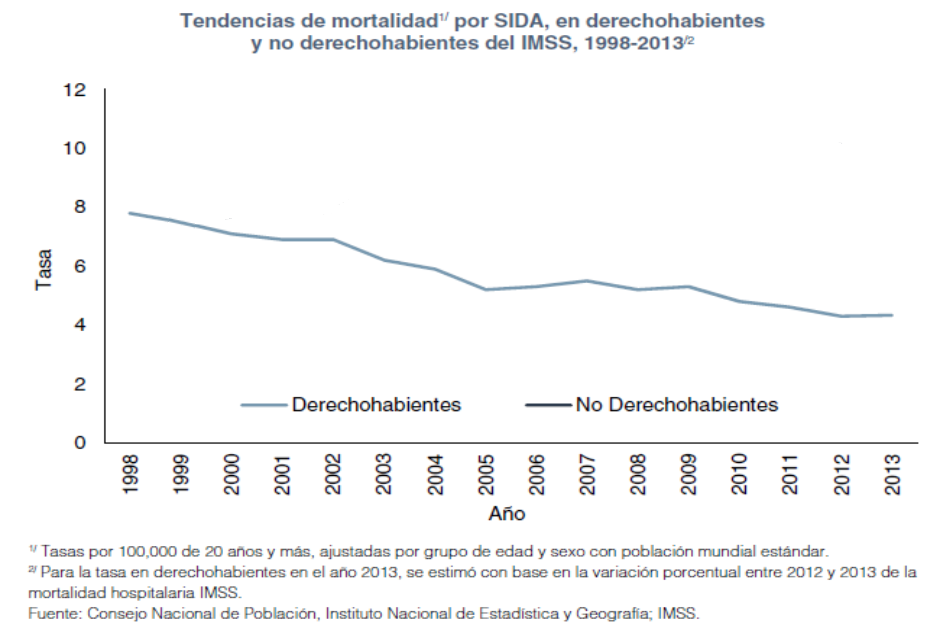 Tendencias de mortalidad¹/ por SIDA, en derechohabientes
y no derechohabientes del IMSS, 1998-2013/²
12
10
8
6
4
2
0
Tasa
Derechohabientes
No Derechohabientes
1998
1999
2000
2001
2002
2003
2004
2005
2006
2007
2008
2009
2010
2011
2012
2013
Año
¹/ Tasas por 100,000 de 20 años y más, ajustadas por grupo de edad y sexo con población mundial estándar.
²/ Para la tasa en derechohabientes en el año 2013, se estimó con base en la variación porcentual entre 2012 y 2013 de la
mortalidad hospitalaria IMSS.
Fuente: Consejo Nacional de Población, Instituto Nacional de Estadística y Geografía; IMSS.